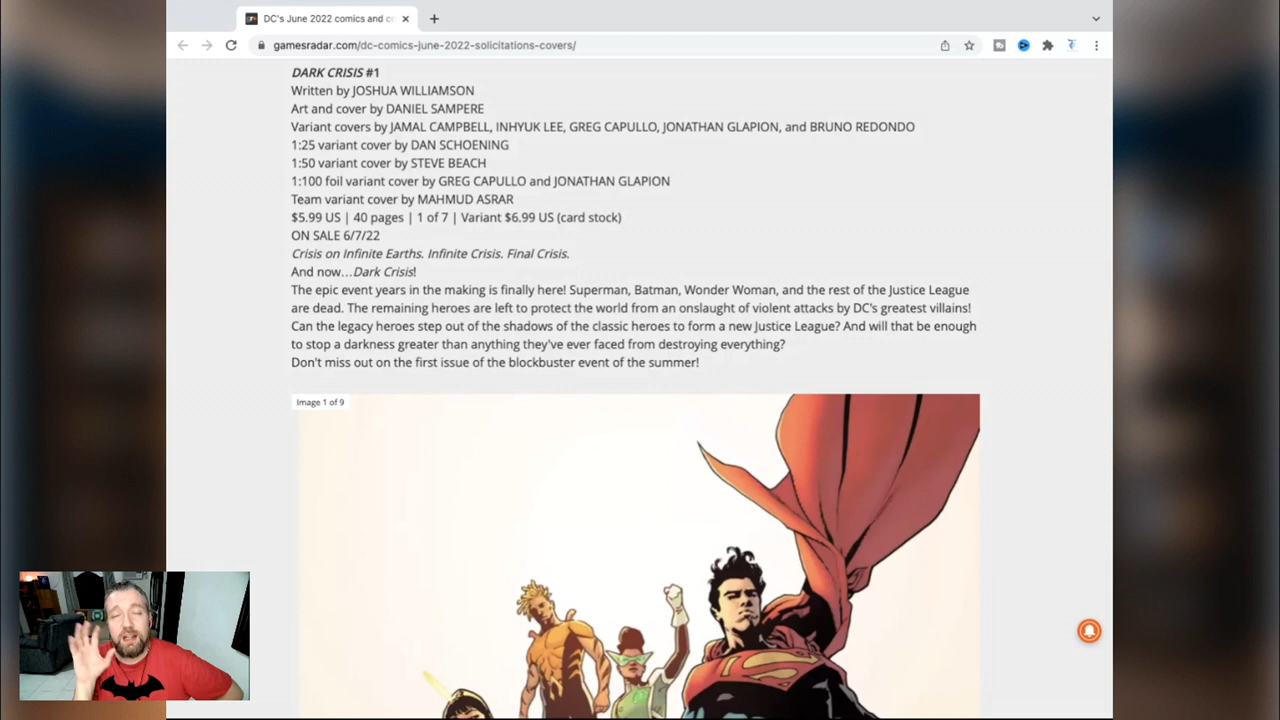 DC's June 2022 comics and co
gamesradar.com/dc-comics-june-2022-solicitations-covers/
DARK CRISIS #1
Written by JOSHUA WILLIAMSON
Art and cover by DANIEL SAMPERE
Variant covers by JAMAL CAMPBELL, INHYUK LEE, GREG CAPULLO, JONATHAN GLAPION, and BRUNO REDONDO
1:25 variant cover by DAN SCHOENING
1:50 variant cover by STEVE BEACH
1:100 foil variant cover by GREG CAPULLO and JONATHAN GLAPION
Team variant cover by MAHMUD ASRAR
$5.99 US | 40 pages | 1 of 7 | Variant $6.99 US (card stock)
ON SALE 6/7/22
Crisis on Infinite Earths. Infinite Crisis. Final Crisis.
And now…Dark Crisis!
The epic event years in the making is finally here! Superman, Batman, Wonder Woman, and the rest of the Justice League
are dead. The remaining heroes are left to protect the world from an onslaught of violent attacks by DC's greatest villains!
Can the legacy heroes step out of the shadows of the classic heroes to form a new Justice League? And will that be enough
to stop a darkness greater than anything they've ever faced from destroying everything?
Don't miss out on the first issue of the blockbuster event of the summer!
Image 1 of 9